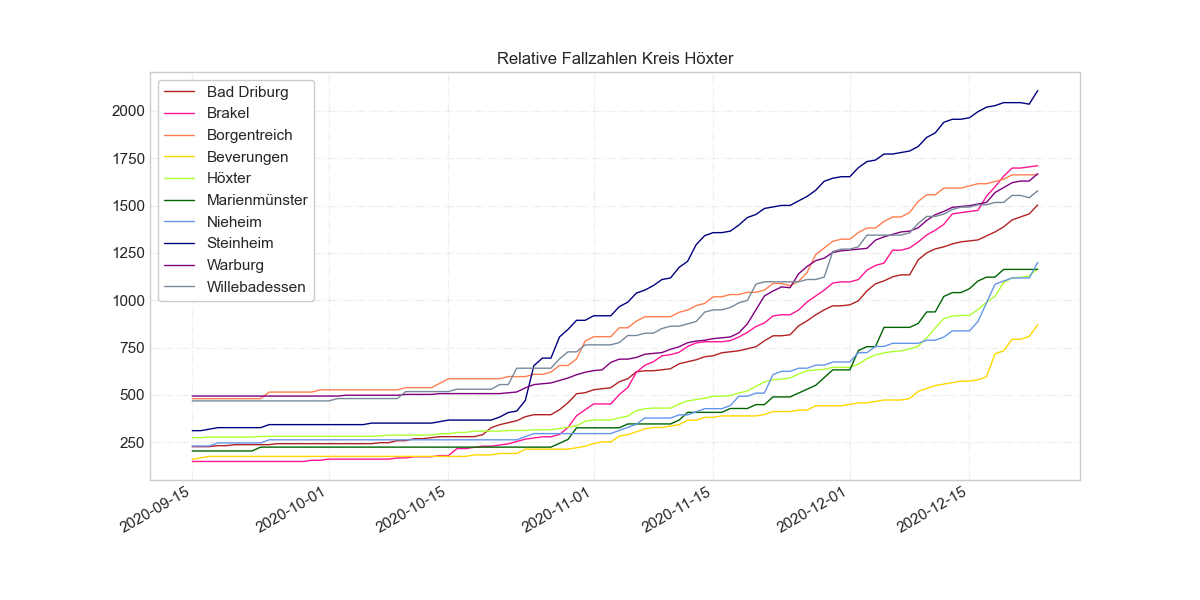 Relative Fallzahlen Kreis Höxter
Bad Driburg
Brakel
Borgentreich
Beverungen
Höxter
Marienmünster
Nieheim
Steinheim
Warburg
Willebadessen
2000
1750
1500
1250
1000
750
500
250
2020-09-15
2020-10-01
2020-10-15
2020-11-01
2020-11-15
2020-12-01
2020-12-15